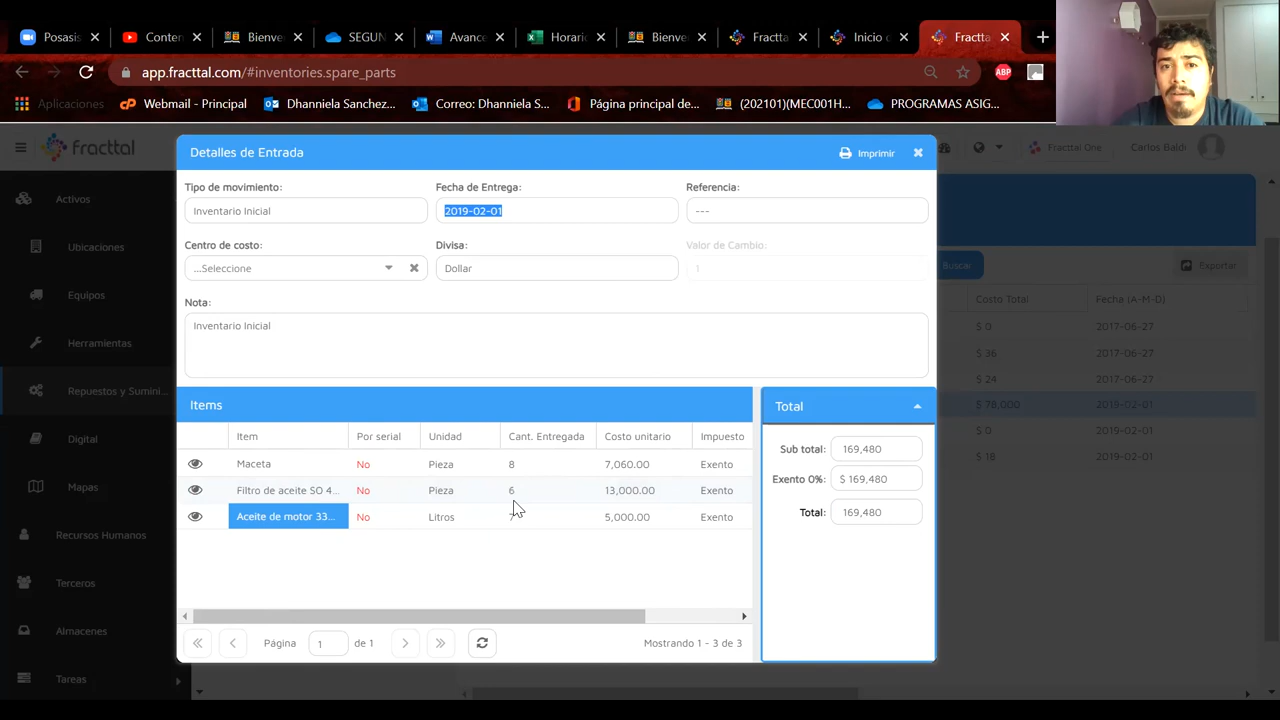 Posasis
Conten
Bienve
SEGUN
Avance
Horario
Bienve
Fractta
Inicio c
Fractta
app.fracttal.com/#inventories.spare_parts
ABP
Aplicaciones
Webmail - Principal
Dhanniela Sanchez...
Correo: Dhanniela S...
Página principal de...
(202101)(MEC001H...
PROGRAMAS ASIG...
fracttal
Fracttal One
Carlos Baldi
Activos
Ubicaciones
Equipos
Herramientas
Repuestos y Sumini...
Digital
Mapas
Recursos Humanos
Terceros
Almacenes
Tareas
Detalles de Entrada
Imprimir
Tipo de movimiento:
Fecha de Entrega:
Referencia:
Inventario Inicial
2019-02-01
---
Centro de costo:
Divisa:
Valor de Cambio:
...Seleccione
Dollar
1
Nota:
Inventario Inicial
Items
Item Por serial Unidad Cant. Entregada Costo unitario Impuesto
Maceta No Pieza 8 7,060.00 Exento
Filtro de aceite SO 4... No Pieza 6 13,000.00 Exento
Aceite de motor 33... No Litros 7 5,000.00 Exento
Página 1 de 1
Mostrando 1 - 3 de 3
Total
Sub total: 169,480
Exento 0%: $ 169,480
Total: 169,480
Buscar
Exportar
Costo Total Fecha (A-M-D)
$ 0 2017-06-27
$ 36 2017-06-27
$ 24 2017-06-27
$ 78,000 2019-02-01
$ 0 2019-02-01
$ 18 2019-02-01